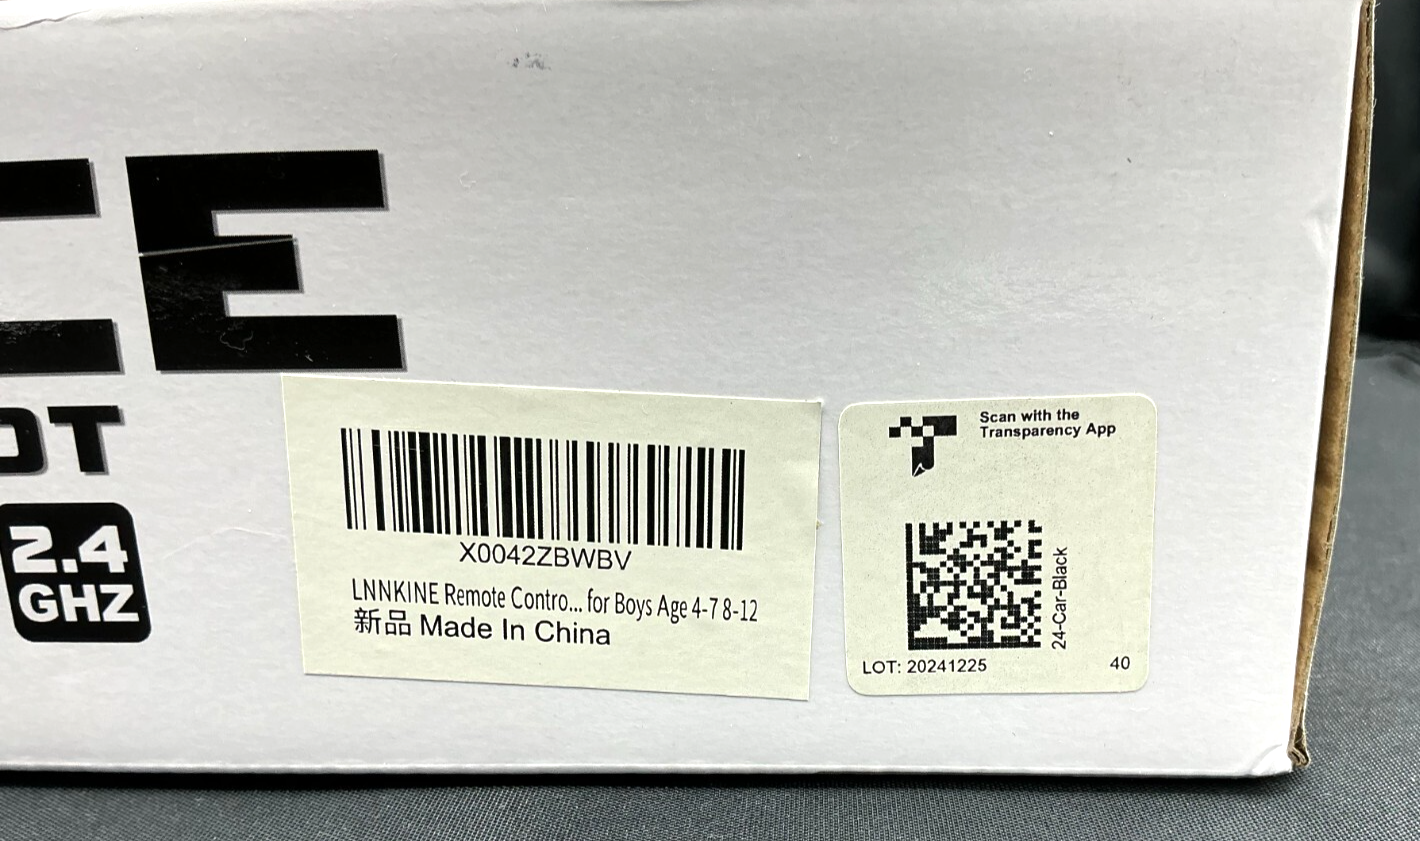 CE
OT
2.4
GHZ
X0042ZBWBV
LNNKINE Remote Contro... for Boys Age 4-7 8-12
新品 Made In China
Scan with the
Transparency App
24-Car-Black
LOT: 20241225 40